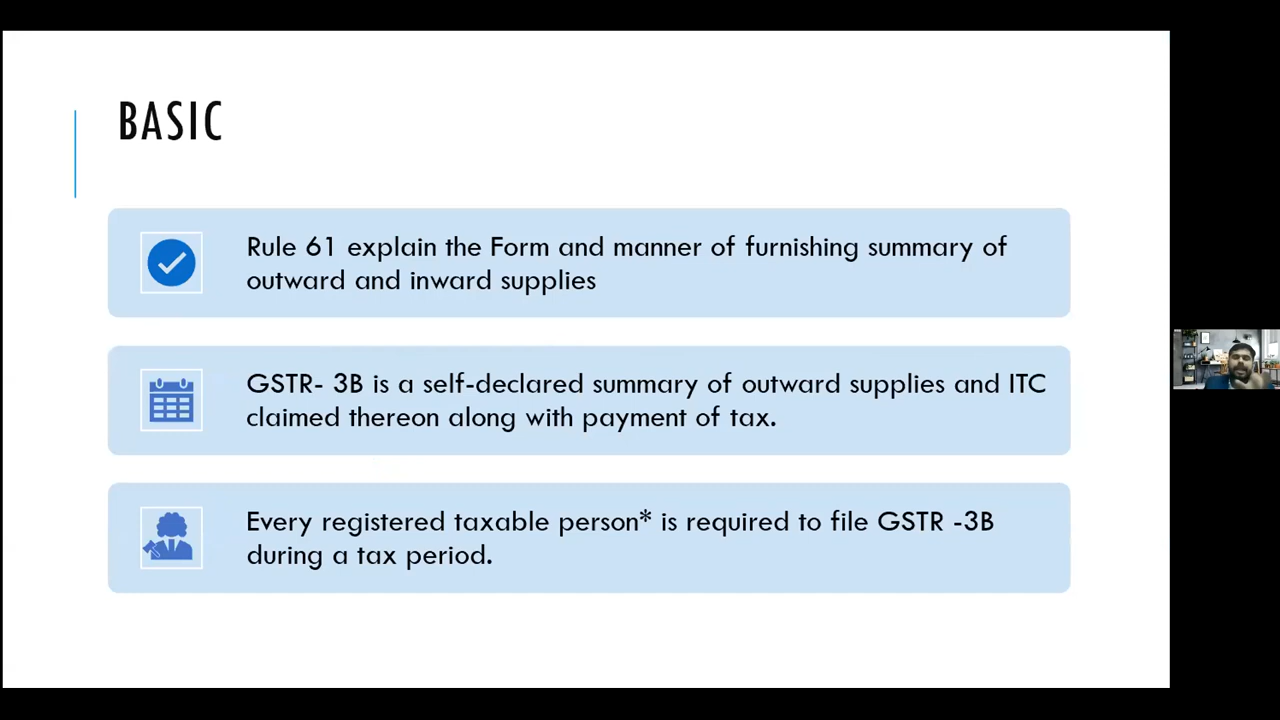 BASIC
Rule 61 explain the Form and manner of furnishing summary of
outward and inward supplies
GSTR- 3B is a self-declared summary of outward supplies and ITC
claimed thereon along with payment of tax.
Every registered taxable person* is required to file GSTR -3B
during a tax period.